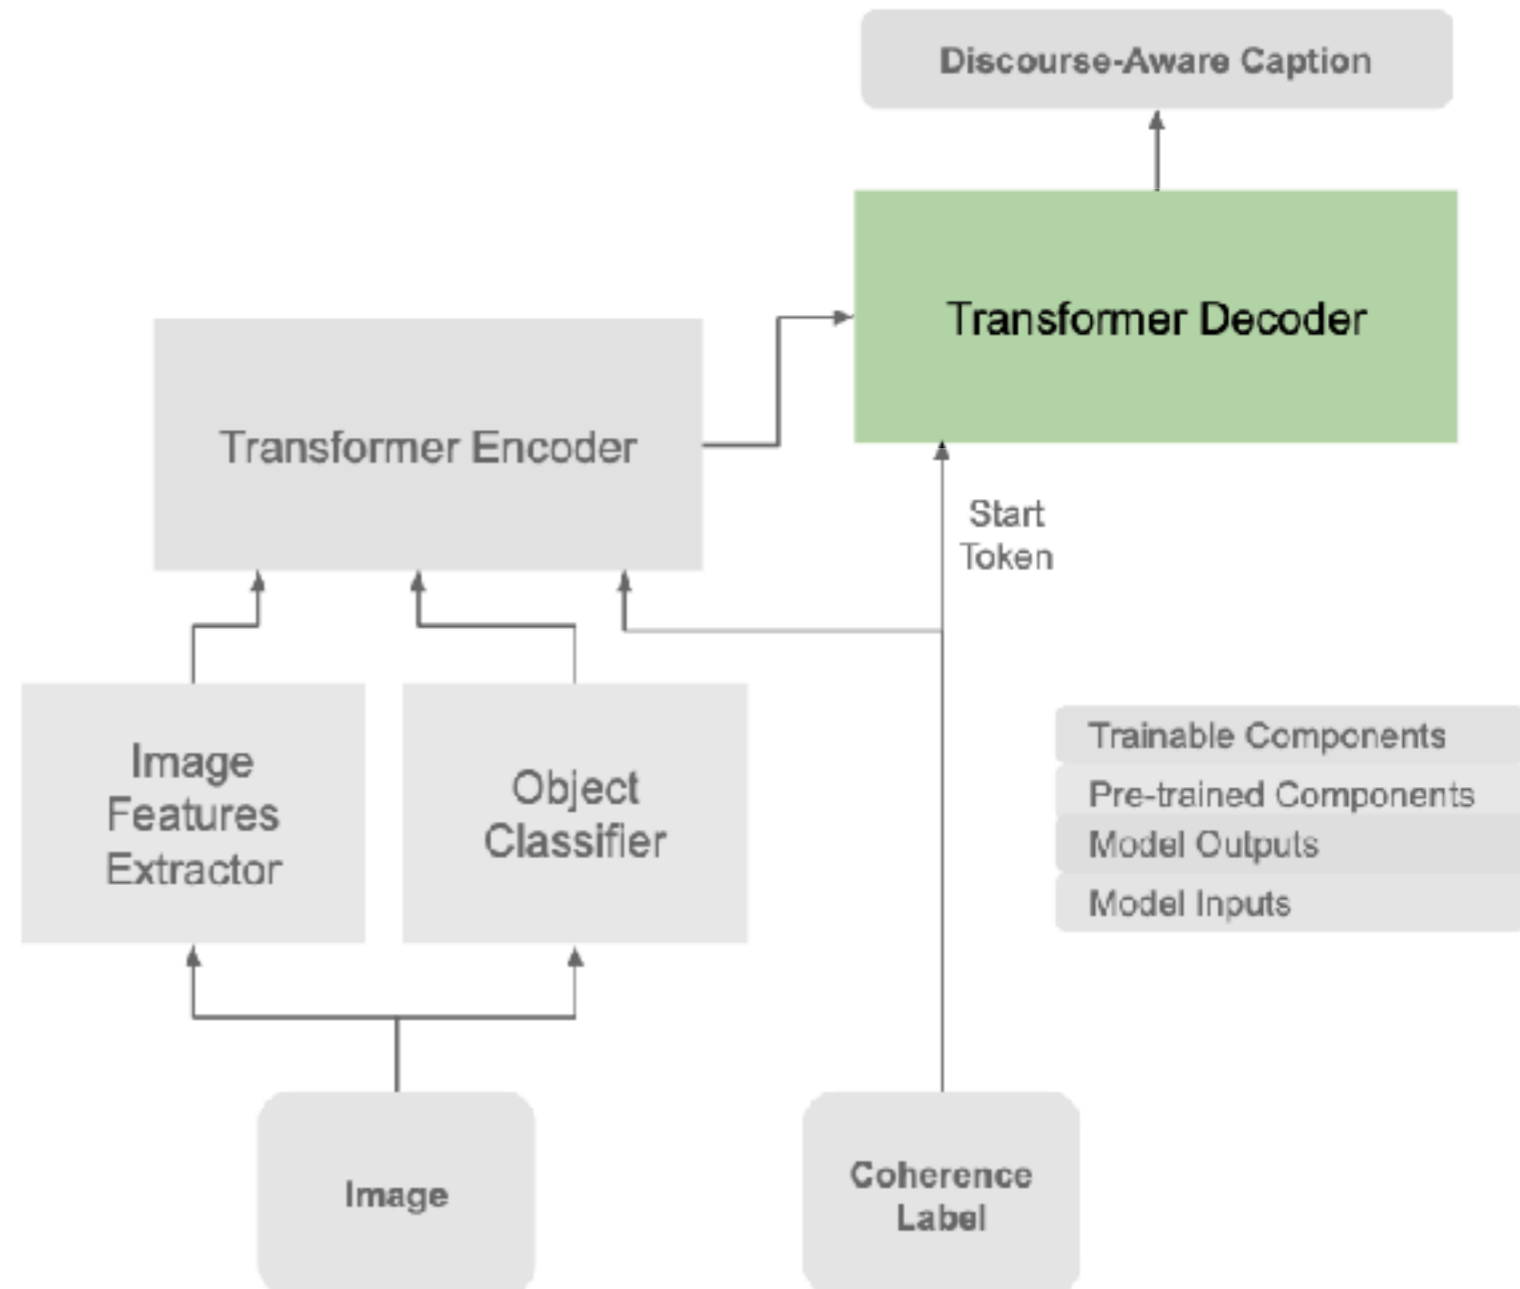 Discourse-Aware Caption
Transformer Decoder
Transformer Encoder
Start
Token
Image
Features
Extractor
Object
Classifier
Trainable Components
Pre-trained Components
Model Outputs
Model Inputs
Image
Coherence
Label